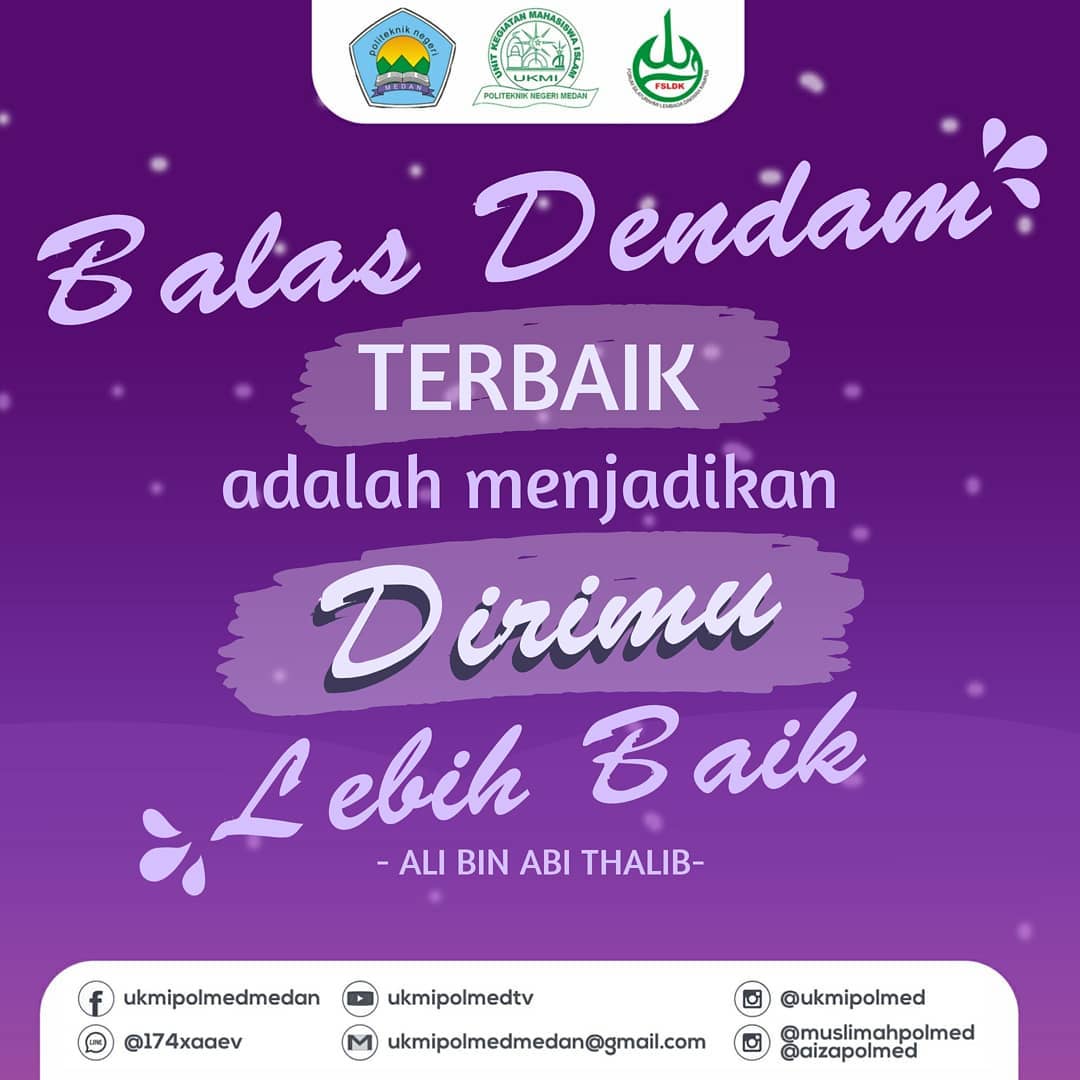 politeknik negeri
MEDAN
UNIT KEGIATAN MAHASISWA ISLAM
UKMI
POLITEKNIK NEGERI MEDAN
FSLDK
Balas Dendam
TERBAIK
adalah menjadikan
Dirimu
Lebih Baik
- ALI BIN ABI THALIB-
ukmipolmedmedan
ukmipolmedtv
@ukmipolmed
LINE
@174xaaev
ukmipolmedmedan@gmail.com
@muslimahpolmed
@aizapolmed